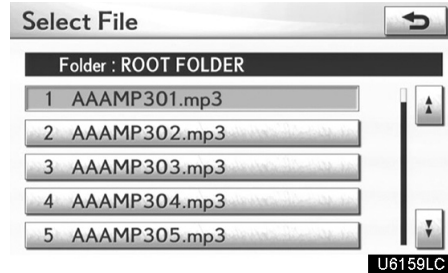 Select File
Folder : ROOT FOLDER
1 AAAMP301.mp3
2 AAAMP302.mp3
3 AAAMP303.mp3
4 AAAMP304.mp3
5 AAAMP305.mp3
U6159LC